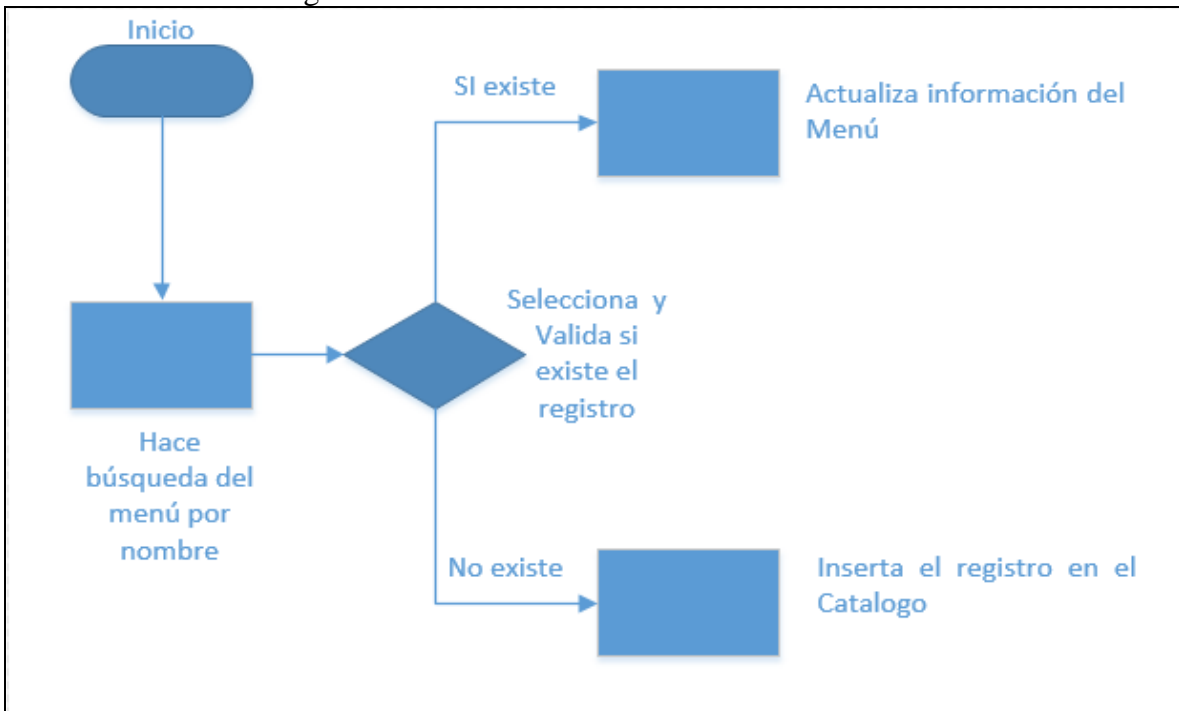 Inicio
SI existe
Actualiza información del
Menú
Selecciona y
Valida si
existe el
registro
Hace
búsqueda del
menú por
nombre
No existe
Inserta el registro en el
Catalogo